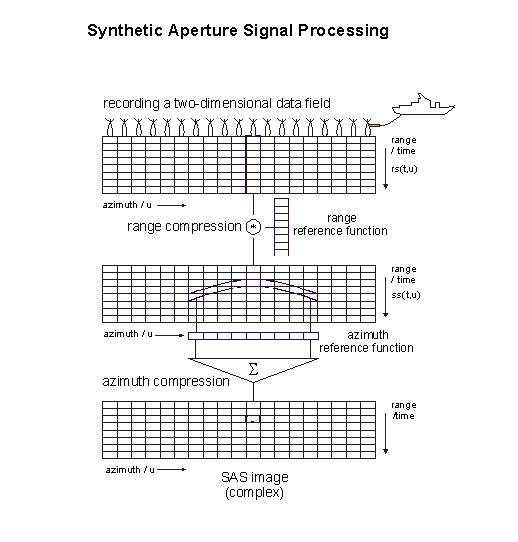 Synthetic Aperture Signal Processing
recording a two-dimensional data field
range
/ time
rs(t,u)
azimuth / u
range compression
*
range
reference function
range
/ time
ss(t,u)
azimuth / u
azimuth
reference function
Σ
azimuth compression
range
/time
azimuth / u
SAS image
(complex)